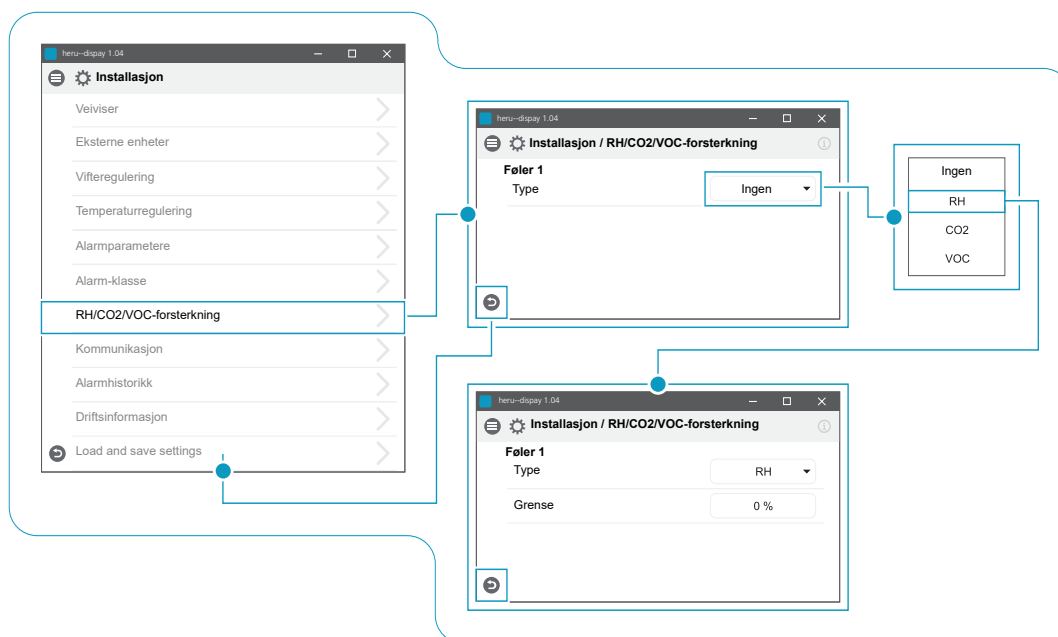 heru--dispay 1.04
Installasjon
Veiviser
Eksterne enheter
Vifteregulering
Temperaturregulering
Alarmparametere
Alarm-klasse
RH/CO2/VOC-forsterkning
Kommunikasjon
Alarmhistorikk
Driftsinformasjon
Load and save settings
heru--dispay 1.04
Installasjon / RH/CO2/VOC-forsterkning
Føler 1
Type Ingen
Ingen
RH
CO2
VOC
heru--dispay 1.04
Installasjon / RH/CO2/VOC-forsterkning
Føler 1
Type RH
Grense 0 %